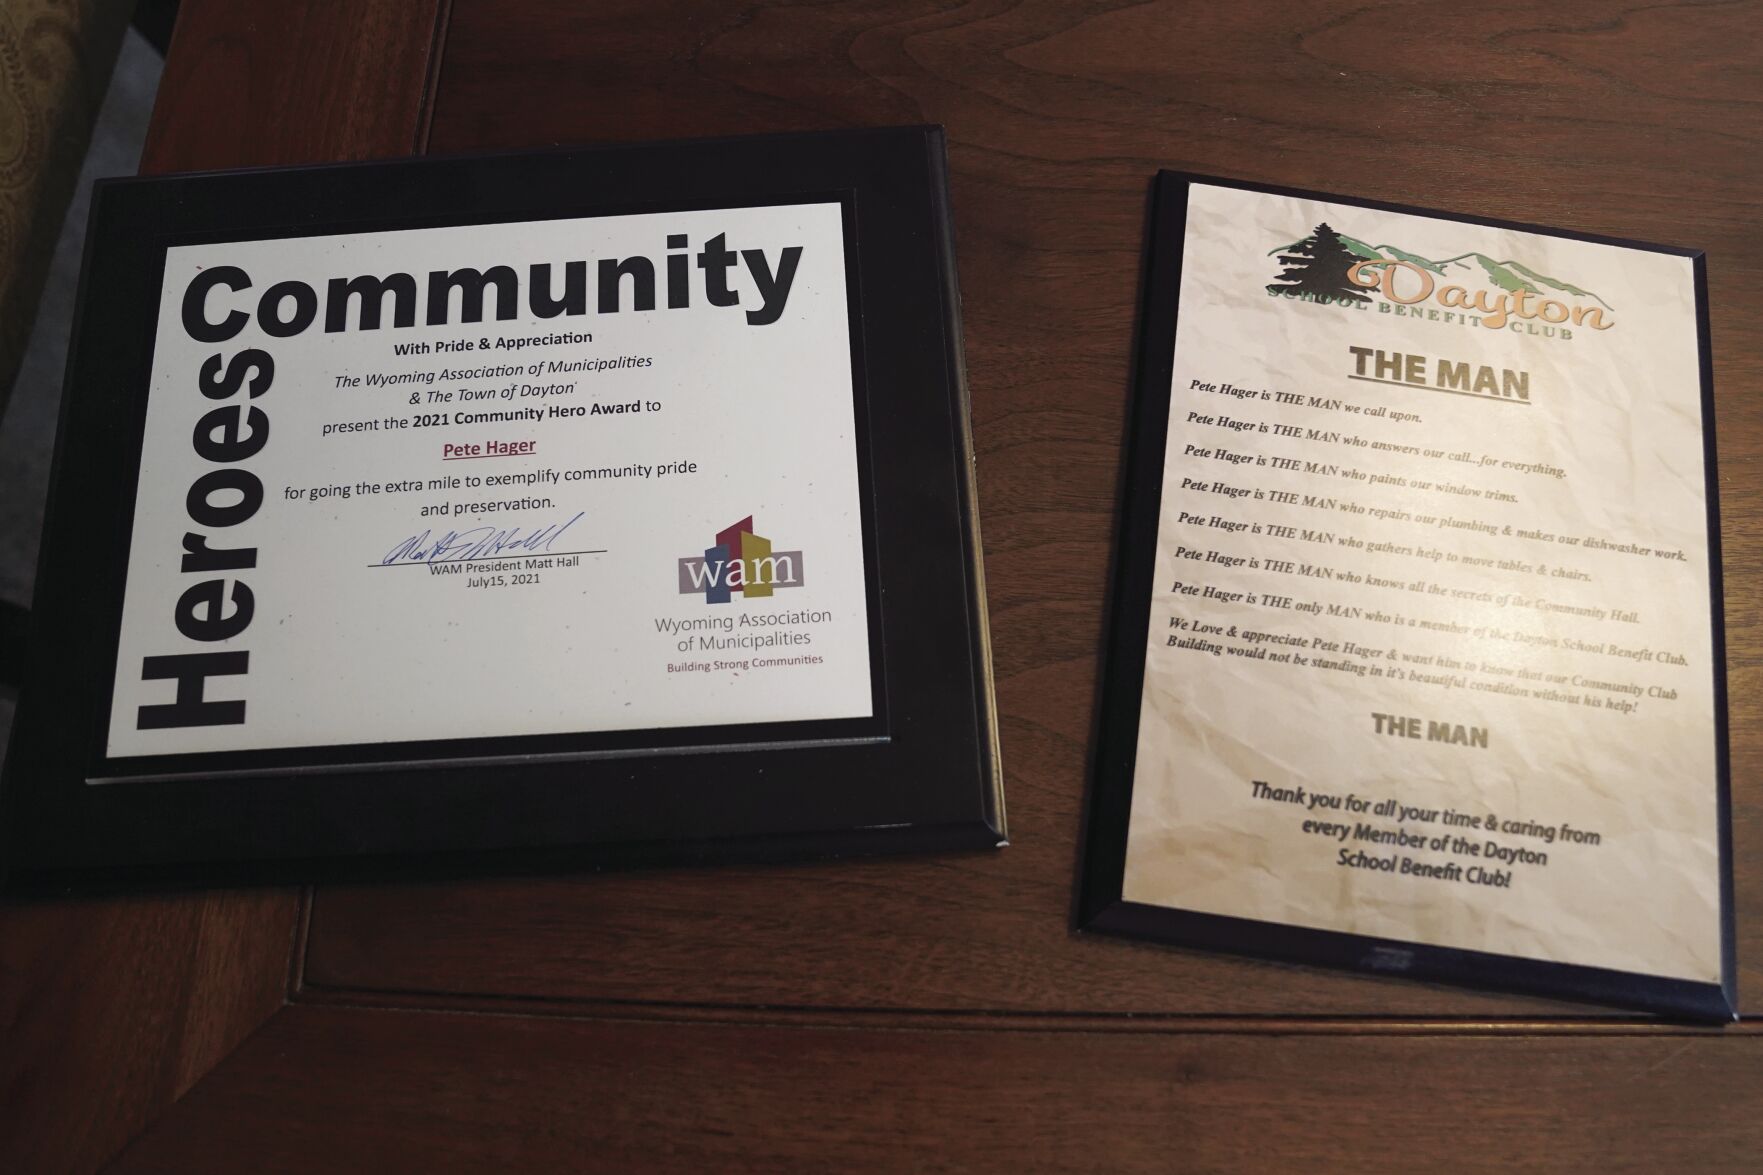 Community
Heroes
With Pride & Appreciation
The Wyoming Association of Municipalities
& The Town of Dayton
present the 2021 Community Hero Award to
Pete Hager
for going the extra mile to exemplify community pride
and preservation.
WAM President Matt Hall
July15, 2021
wam
Wyoming Association
of Municipalities
Building Strong Communities
Dayton
SCHOOL BENEFIT CLUB
THE MAN
Pete Hager is THE MAN we call upon.
Pete Hager is THE MAN who answers our call...for everything.
Pete Hager is THE MAN who paints our window trims.
Pete Hager is THE MAN who repairs our plumbing & makes our dishwasher work.
Pete Hager is THE MAN who gathers help to move tables & chairs.
Pete Hager is THE MAN who knows all the secrets of the Community Hall.
Pete Hager is THE only MAN who is a member of the Dayton School Benefit Club.
We Love & appreciate Pete Hager & want him to know that our Community Club
Building would not be standing in it's beautiful condition without his help!
THE MAN
Thank you for all your time & caring from
every Member of the Dayton
School Benefit Club!